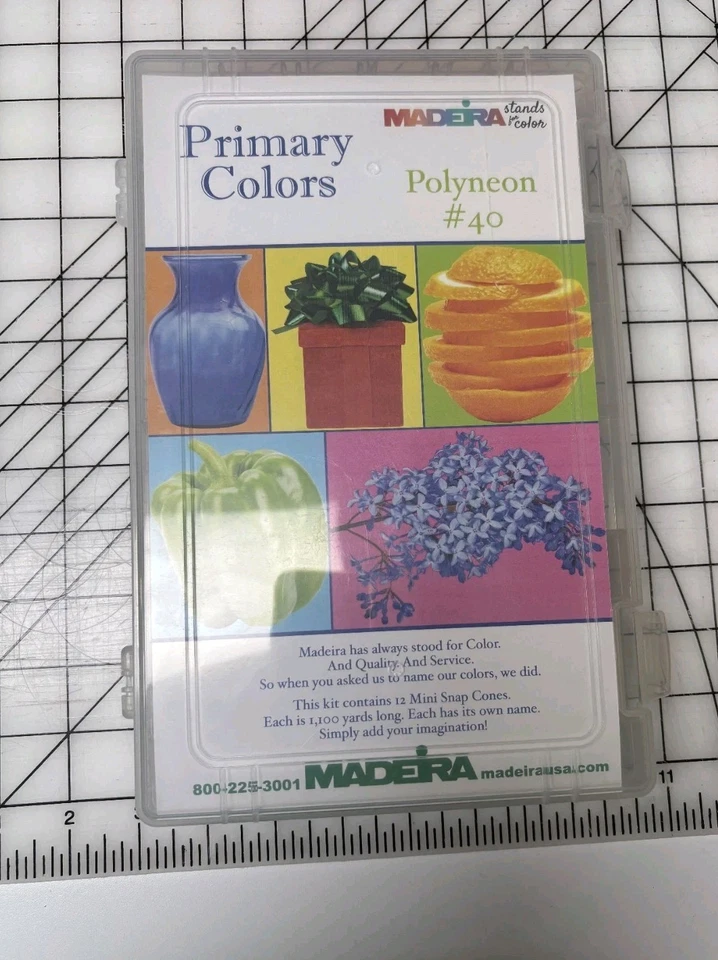 MADEIRA stands for color
Primary
Colors
Polyneon
#40
Madeira has always stood for Color.
And Quality. And Service.
So when you asked us to name our colors, we did.
This kit contains 12 Mini Snap Cones.
Each is 1,100 yards long. Each has its own name.
Simply add your imagination!
800-225-3001 MADEIRA madeirausa.com
2
11